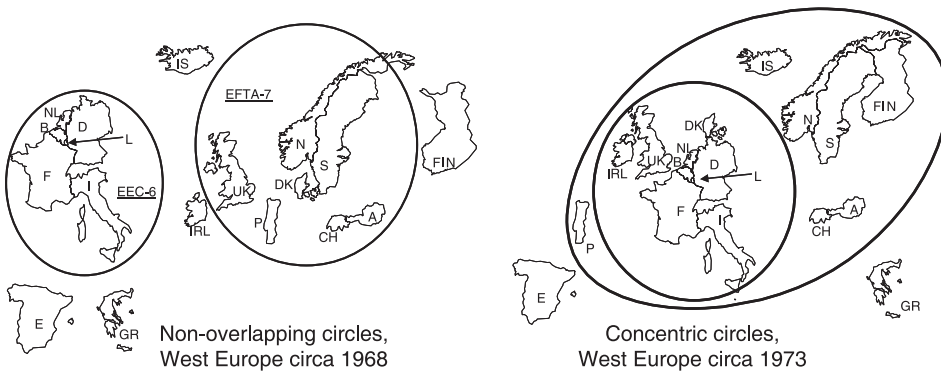 IS
EFTA-7
NL
B
D
L
N
FIN
F
I
EEC-6
UK
DK
S
P
A
IRL
CH
E
GR
Non-overlapping circles,
West Europe circa 1968
IS
FIN
DK
N
S
NL
UK
B
D
IRL
L
F
I
A
P
CH
E
GR
Concentric circles,
West Europe circa 1973